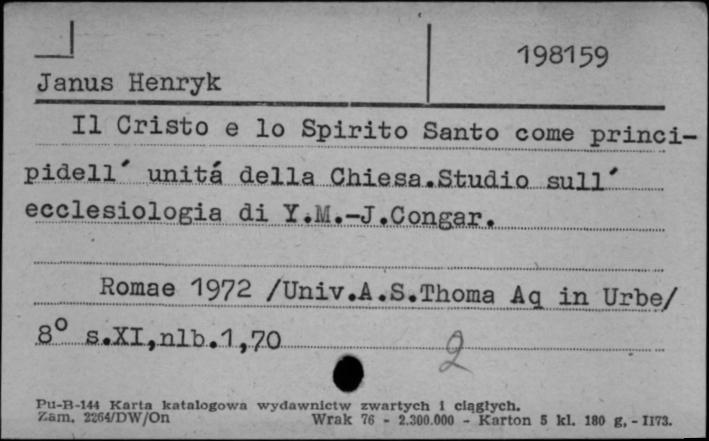 198159
Janus Henryk
Il Cristo e lo Spirito Santo come princi-
pidell´ unitá della Chiesa.Studio sull´
ecclesiologia di Y.M.-J.Congar.
Romae 1972 /Univ.A.S.Thoma Aq in Urbe/
8° s.XI,nlb.1,70
2
Pu-B-144 Karta katalogowa wydawnictw zwartych i ciągłych.
Zam. 2264/DW/On Wrak 76 - 2.300.000 - Karton 5 kl. 180 g, - II73.